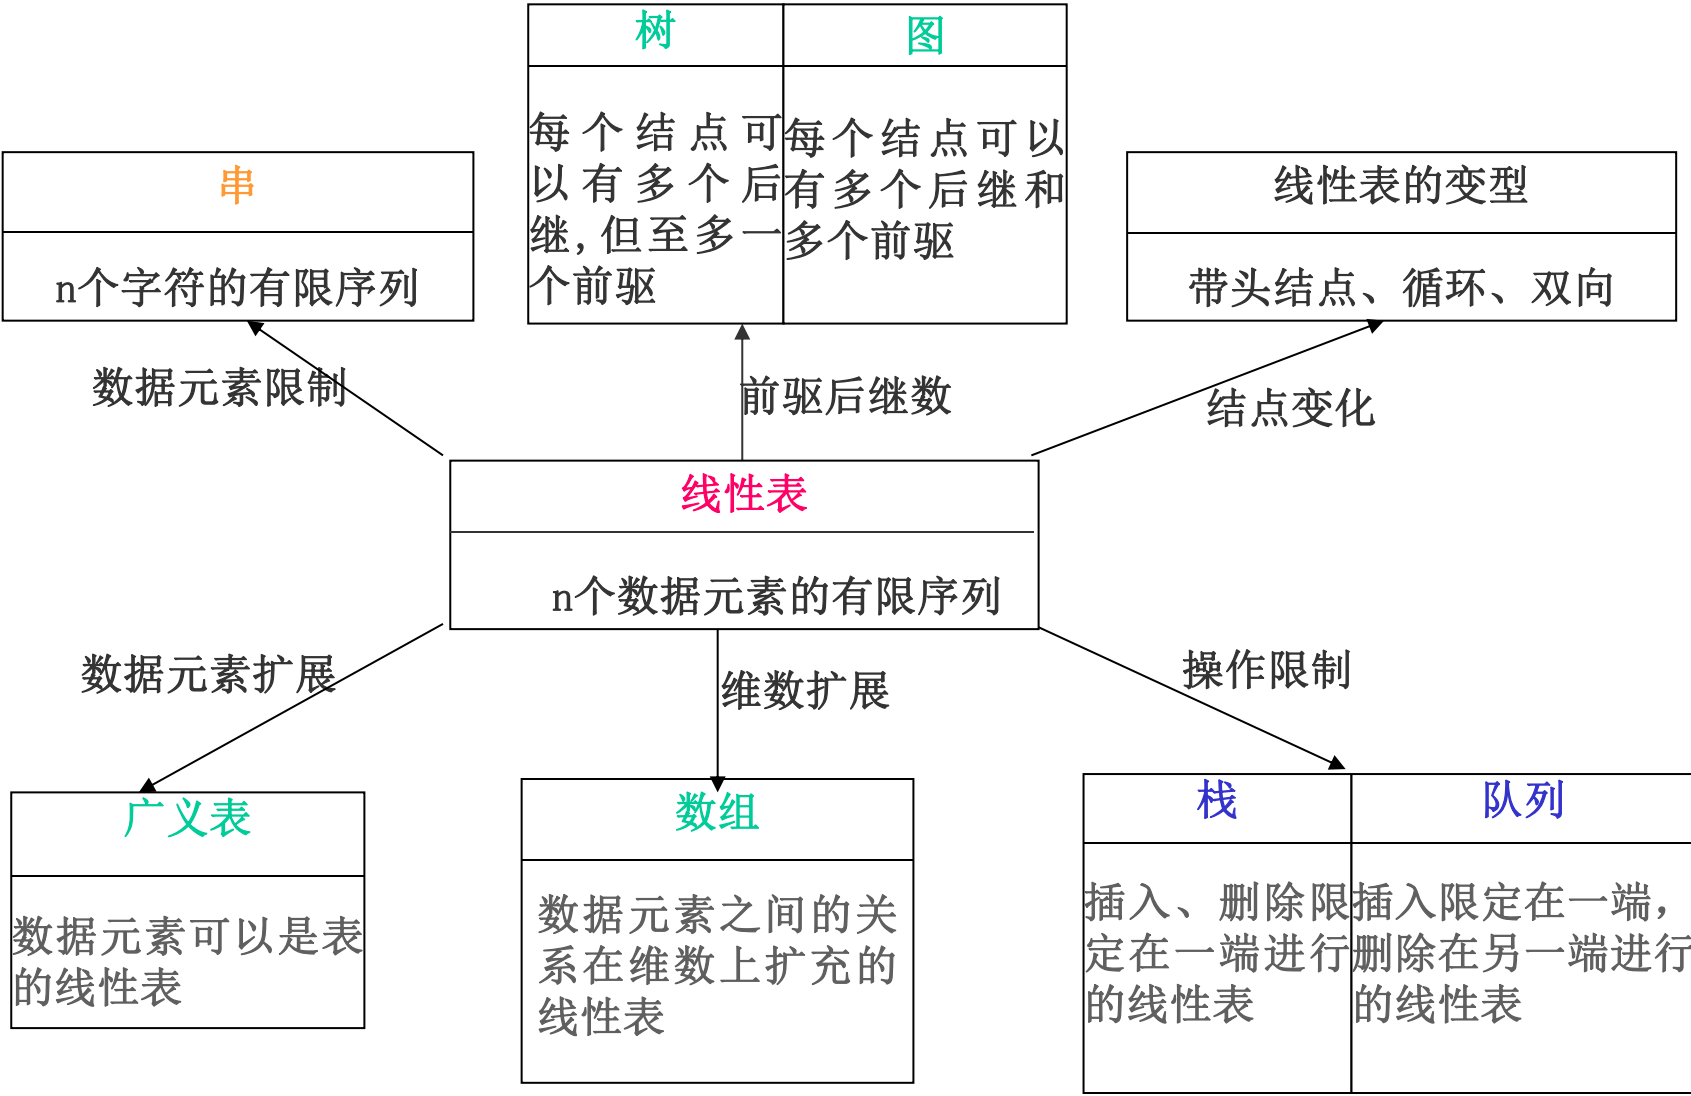 树
图
每个结点可
以有多个后
继,但至多一
个前驱
每个结点可以
有多个后继和
多个前驱
串
n个字符的有限序列
线性表的变型
带头结点、循环、双向
数据元素限制
前驱后继数
结点变化
线性表
n个数据元素的有限序列
数据元素扩展
维数扩展
操作限制
广义表
数据元素可以是表
的线性表
数组
数据元素之间的关
系在维数上扩充的
线性表
栈
队列
插入、删除限
定在一端进行
的线性表
插入限定在一端,
删除在另一端进行
的线性表